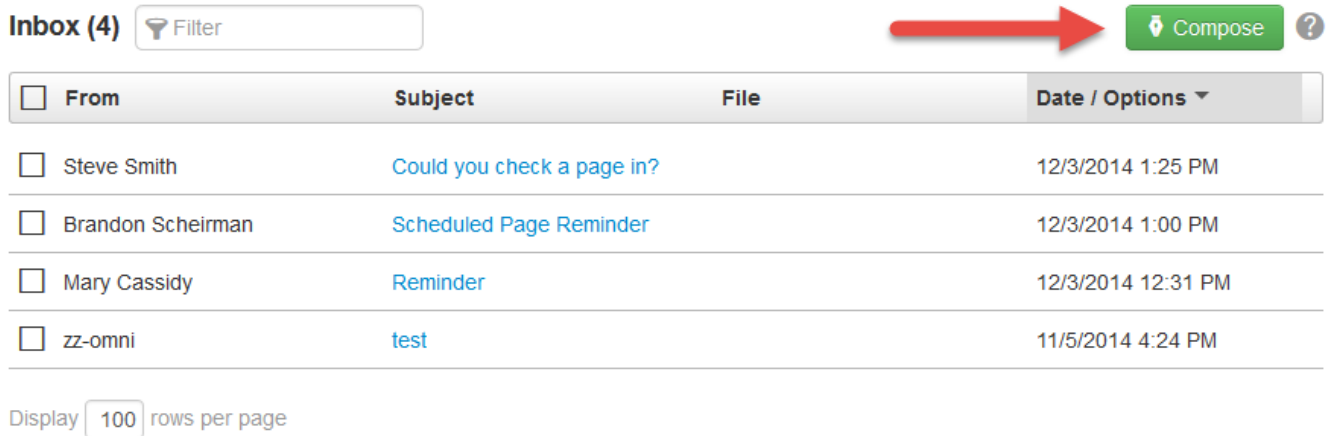 Inbox (4) Filter Compose ?
From Subject File Date / Options
Steve Smith Could you check a page in? 12/3/2014 1:25 PM
Brandon Scheirman Scheduled Page Reminder 12/3/2014 1:00 PM
Mary Cassidy Reminder 12/3/2014 12:31 PM
zz-omni test 11/5/2014 4:24 PM
Display 100 rows per page